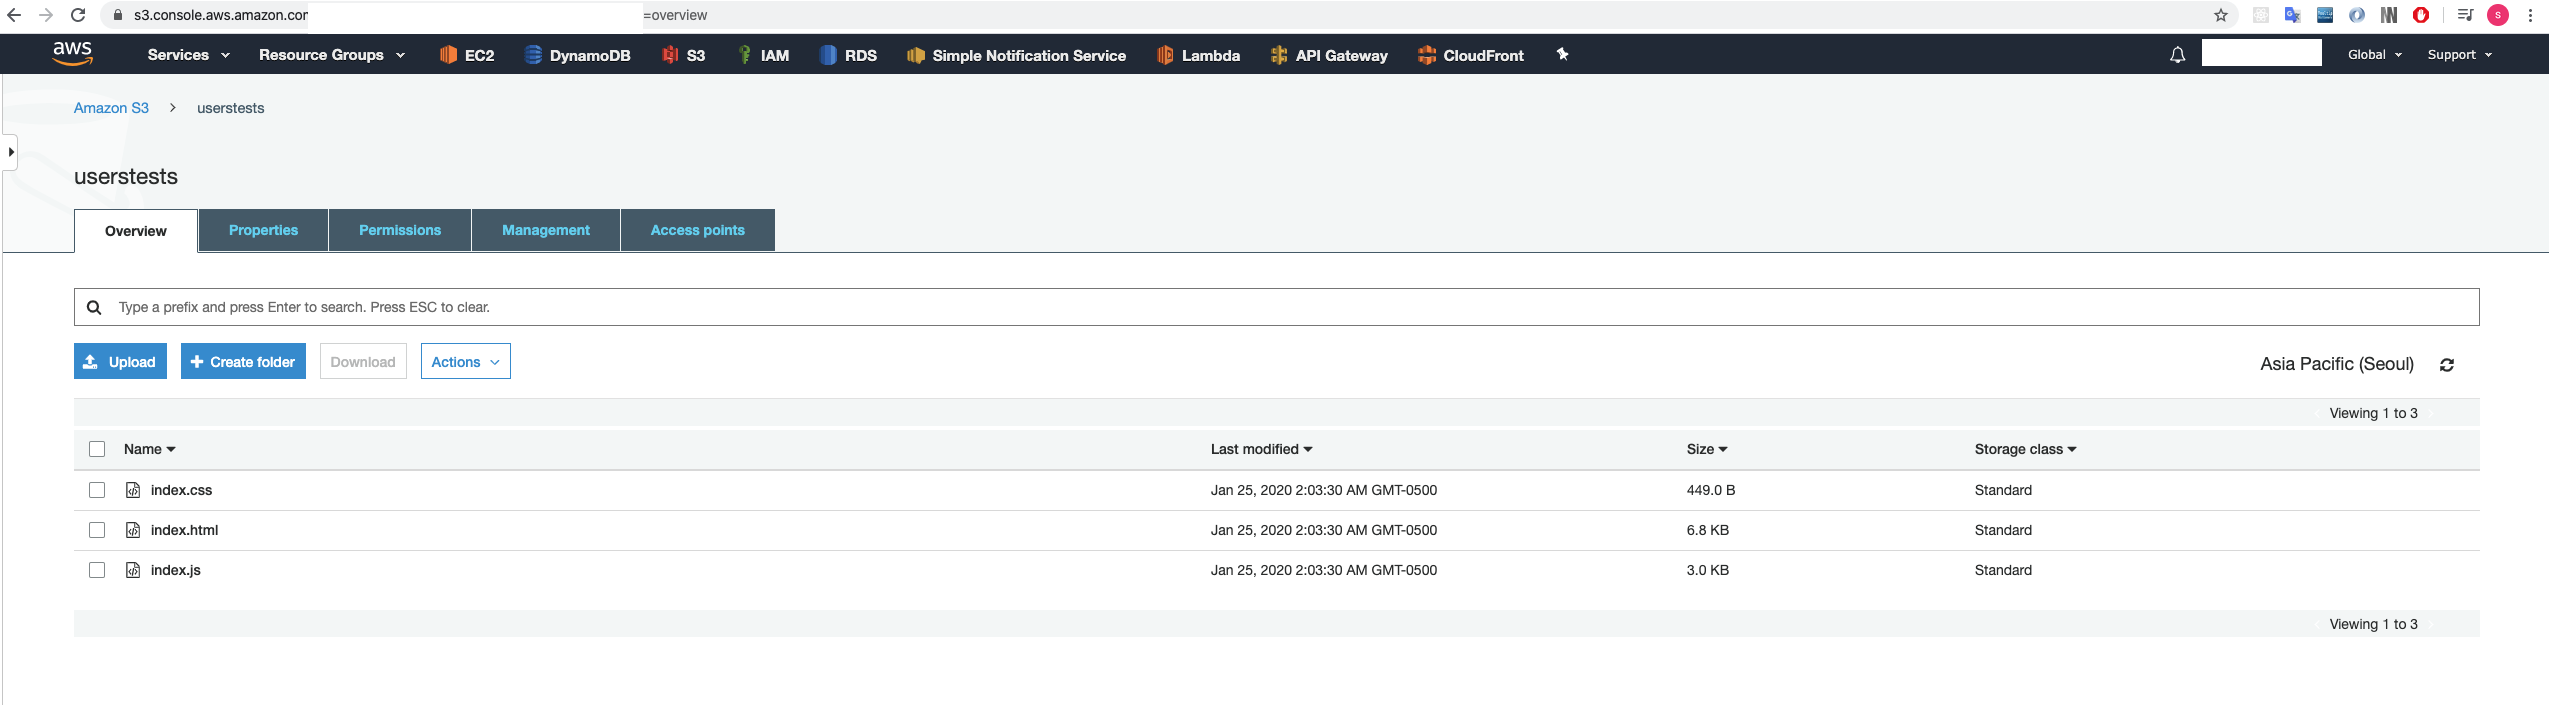 s3.console.aws.amazon.cor =overview
S
aws Services Resource Groups EC2 DynamoDB S3 IAM RDS Simple Notification Service Lambda API Gateway CloudFront Global Support
Amazon S3 > userstests
userstests
Overview Properties Permissions Management Access points
Type a prefix and press Enter to search. Press ESC to clear.
Upload + Create folder Download Actions Asia Pacific (Seoul)
Viewing 1 to 3
Name Last modified Size Storage class
index.css Jan 25, 2020 2:03:30 AM GMT-0500 449.0 B Standard
index.html Jan 25, 2020 2:03:30 AM GMT-0500 6.8 KB Standard
index.js Jan 25, 2020 2:03:30 AM GMT-0500 3.0 KB Standard
Viewing 1 to 3